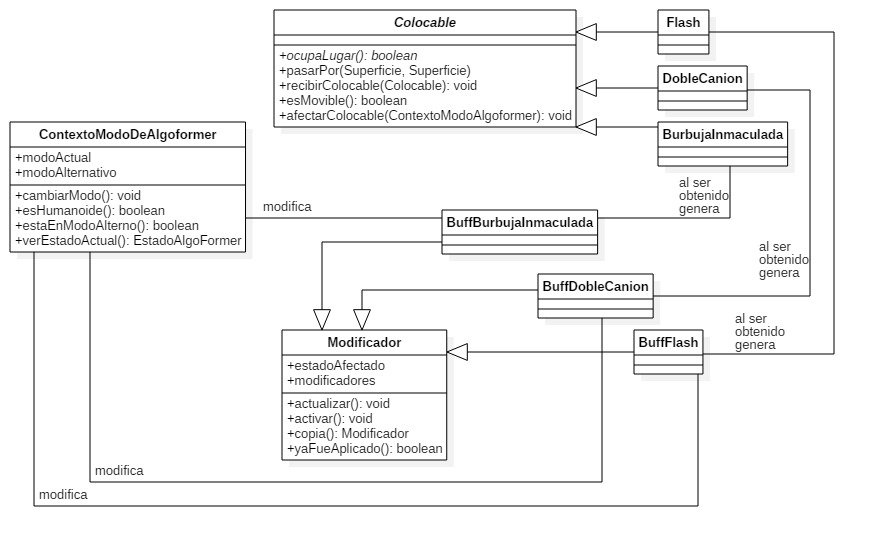 Colocable
+ocupaLugar(): boolean
+pasarPor(Superficie, Superficie)
+recibirColocable(Colocable): void
+esMovible(): boolean
+afectarColocable(ContextoModoAlgoformer): void
Flash
DobleCanion
BurbujaInmaculada
ContextoModoDeAlgoformer
+modoActual
+modoAlternativo
+cambiarModo(): void
+esHumanoide(): boolean
+estaEnModoAlterno(): boolean
+verEstadoActual(): EstadoAlgoFormer
modifica
al ser
obtenido
genera
BuffBurbujaInmaculada
al ser
obtenido
genera
BuffDobleCanion
al ser
obtenido
genera
BuffFlash
Modificador
+estadoAfectado
+modificadores
+actualizar(): void
+activar(): void
+copia(): Modificador
+yaFueAplicado(): boolean
modifica
modifica